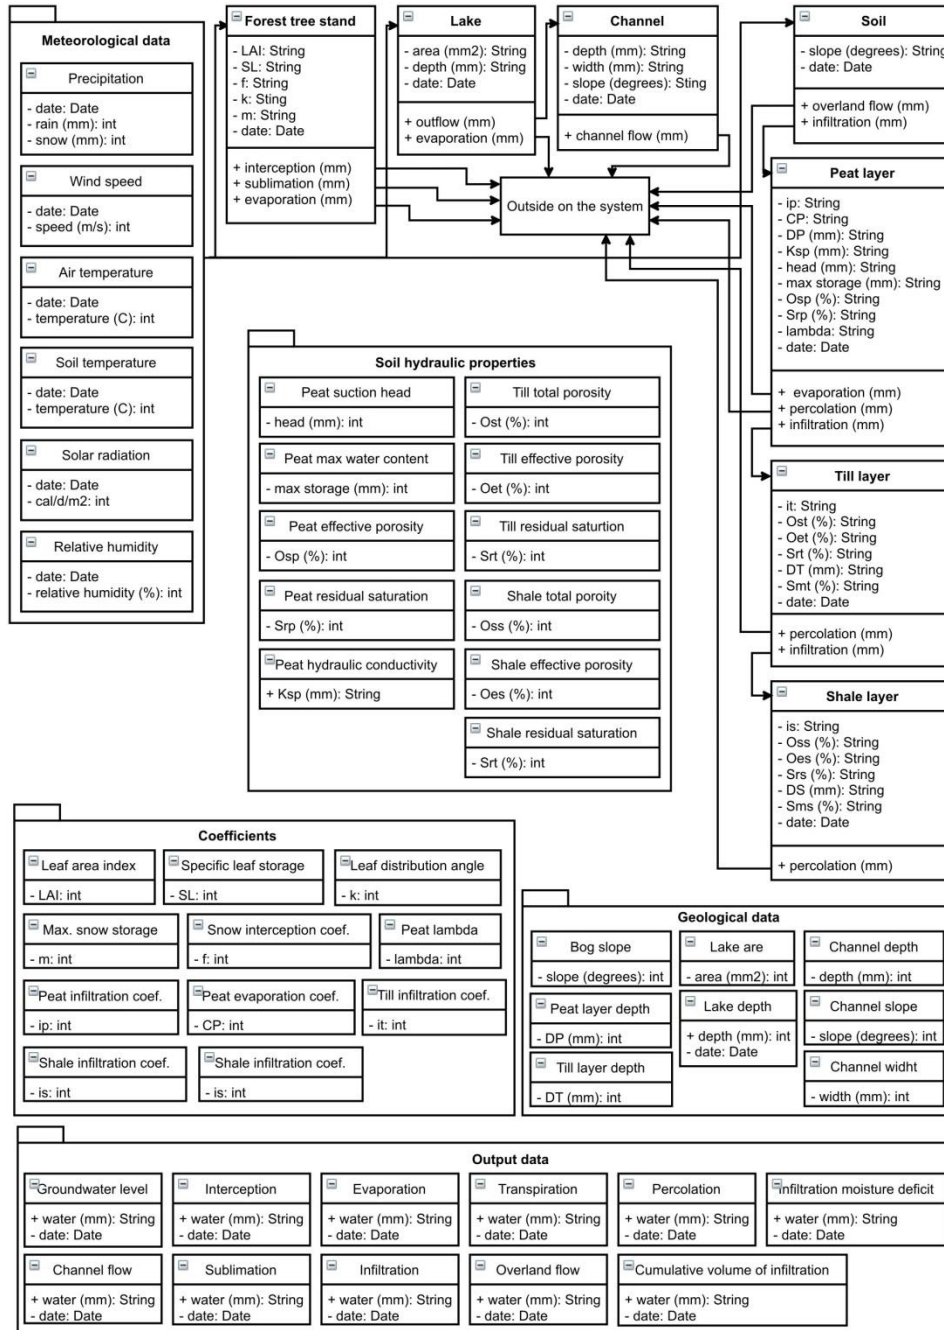 Meteorological data
Precipitation
- date: Date
- rain (mm): int
- snow (mm): int
Wind speed
- date: Date
- speed (m/s): int
Air temperature
- date: Date
- temperature (C): int
Soil temperature
- date: Date
- temperature (C): int
Solar radiation
- date: Date
- cal/d/m2: int
Relative humidity
- date: Date
- relative humidity (%): int
Forest tree stand
- LAI: String
- SL: String
- f: String
- k: Sting
- m: String
- date: Date
+ interception (mm)
+ sublimation (mm)
+ evaporation (mm)
Lake
- area (mm2): String
- depth (mm): String
- date: Date
+ outflow (mm)
+ evaporation (mm)
Channel
- depth (mm): String
- width (mm): String
- slope (degrees): Sting
- date: Date
+ channel flow (mm)
Outside on the system
Soil
- slope (degrees): String
- date: Date
+ overland flow (mm)
+ infiltration (mm)
Peat layer
- ip: String
- CP: String
- DP (mm): String
- Ksp (mm): String
- head (mm): String
- max storage (mm): String
- Osp (%): String
- Srp (%): String
- lambda: String
- date: Date
+ evaporation (mm)
+ percolation (mm)
+ infiltration (mm)
Till layer
- it: String
- Ost (%): String
- Oet (%): String
- Srt (%): String
- DT (mm): String
- Smt (%): String
- date: Date
+ percolation (mm)
+ infiltration (mm)
Shale layer
- is: String
- Oss (%): String
- Oes (%): String
- Srs (%): String
- DS (mm): String
- Sms (%): String
- date: Date
+ percolation (mm)
Soil hydraulic properties
Peat suction head
- head (mm): int
Till total porosity
- Ost (%): int
Peat max water content
- max storage (mm): int
Till effective porosity
- Oet (%): int
Peat effective porosity
- Osp (%): int
Till residual saturtion
- Srt (%): int
Peat residual saturation
- Srp (%): int
Shale total poroity
- Oss (%): int
Peat hydraulic conductivity
+ Ksp (mm): String
Shale effective porosity
- Oes (%): int
Shale residual saturation
- Srt (%): int
Coefficients
Leaf area index
- LAI: int
Specific leaf storage
- SL: int
Leaf distribution angle
- k: int
Max. snow storage
- m: int
Snow interception coef.
- f: int
Peat lambda
- lambda: int
Peat infiltration coef.
- ip: int
Peat evaporation coef.
- CP: int
Till infiltration coef.
- it: int
Shale infiltration coef.
- is: int
Shale infiltration coef.
- is: int
Geological data
Bog slope
- slope (degrees): int
Lake are
- area (mm2): int
Channel depth
- depth (mm): int
Peat layer depth
- DP (mm): int
Lake depth
+ depth (mm): int
- date: Date
Channel slope
- slope (degrees): int
Till layer depth
- DT (mm): int
Channel widht
- width (mm): int
Output data
Groundwater level
+ water (mm): String
- date: Date
Interception
+ water (mm): String
- date: Date
Evaporation
+ water (mm): String
- date: Date
Transpiration
+ water (mm): String
- date: Date
Percolation
+ water (mm): String
- date: Date
Infiltration moisture deficit
+ water (mm): String
- date: Date
Channel flow
+ water (mm): String
- date: Date
Sublimation
+ water (mm): String
- date: Date
Infiltration
+ water (mm): String
- date: Date
Overland flow
+ water (mm): String
- date: Date
Cumulative volume of infiltration
+ water (mm): String
- date: Date